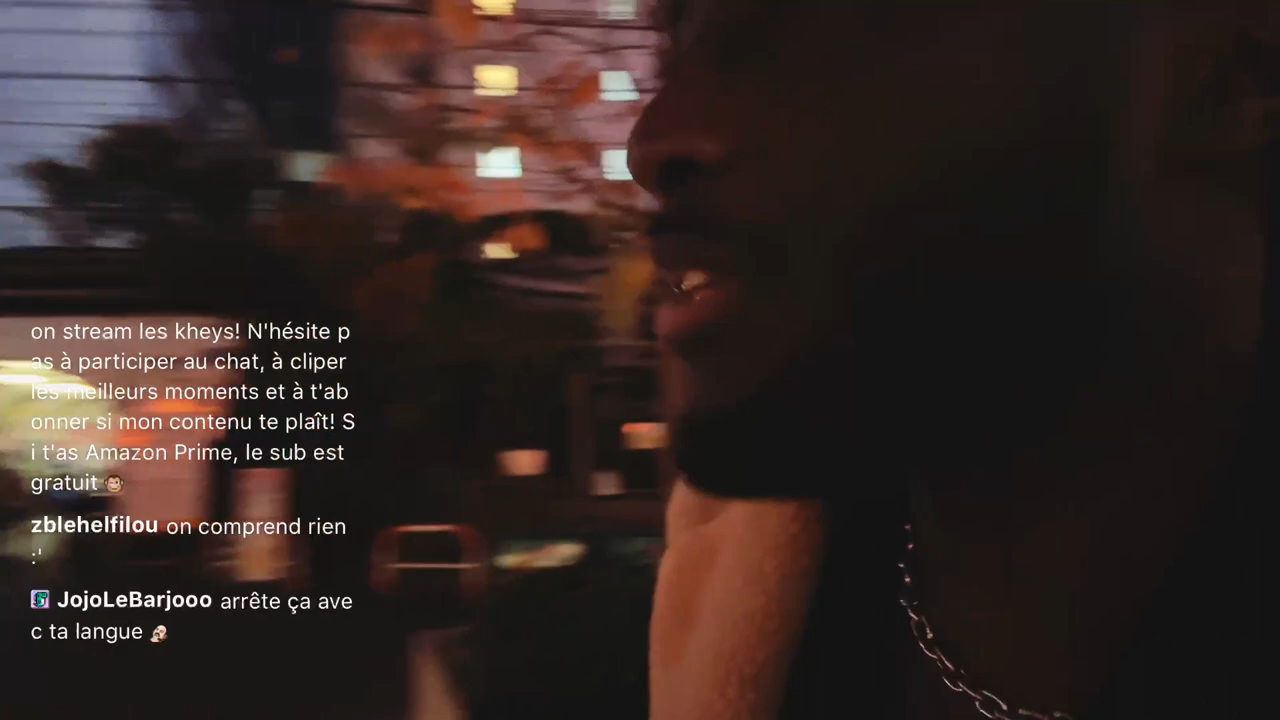 on stream les kheys! N'hésite p
as à participer au chat, à cliper
les meilleurs moments et à t'ab
onner si mon contenu te plaît! S
i t'as Amazon Prime, le sub est
gratuit
zblehelfilou on comprend rien
:'
JojoLeBarjooo arrête ça ave
c ta langue